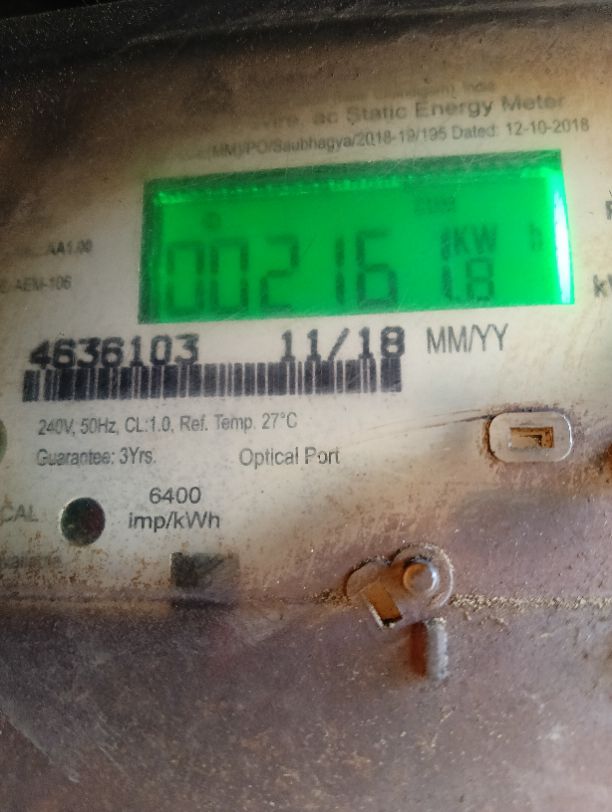 ac Static Energy Meter
MM)/PO/Saubhagya/2018-19/195 Dated: 12-10-2018
00216 KW h
1.8
AEM-106
4636103 11/18 MM/YY
240V, 50Hz, CL:1.0, Ref. Temp. 27°C
Guarantee: 3Yrs. Optical Port
CAL 6400
imp/kWh